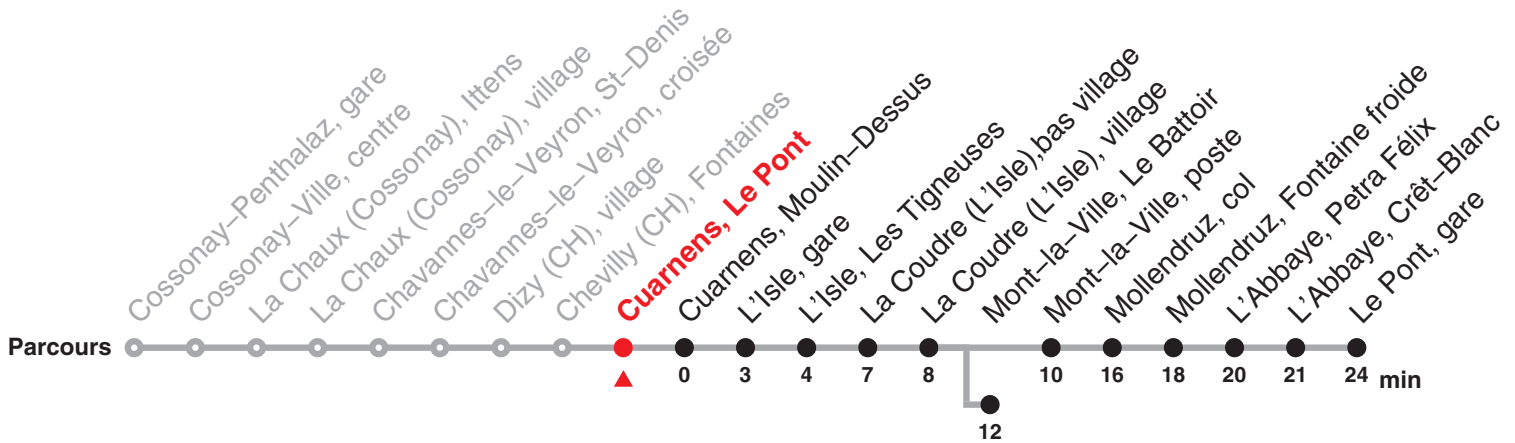 Cossonay–Penthalaz, gare
Cossonay–Ville, centre
La Chaux (Cossonay), Ittens
La Chaux (Cossonay), village
Chavannes–le–Veyron, St–Denis
Chavannes–le–Veyron, croisée
Dizy (CH), village
Chevilly (CH), Fontaines
Cuarnens, Le Pont
Cuarnens, Moulin–Dessus
L'Isle, gare
L'Isle, Les Tigneuses
La Coudre (L'Isle),bas village
La Coudre (L'Isle), village
Mont–la–Ville, Le Battoir
Mont–la–Ville, poste
Mollendruz, col
Mollendruz, Fontaine froide
L'Abbaye, Petra Félix
L'Abbaye, Crêt–Blanc
Le Pont, gare
Parcours
0 3 4 7 8 10 16 18 20 21 24 min
12